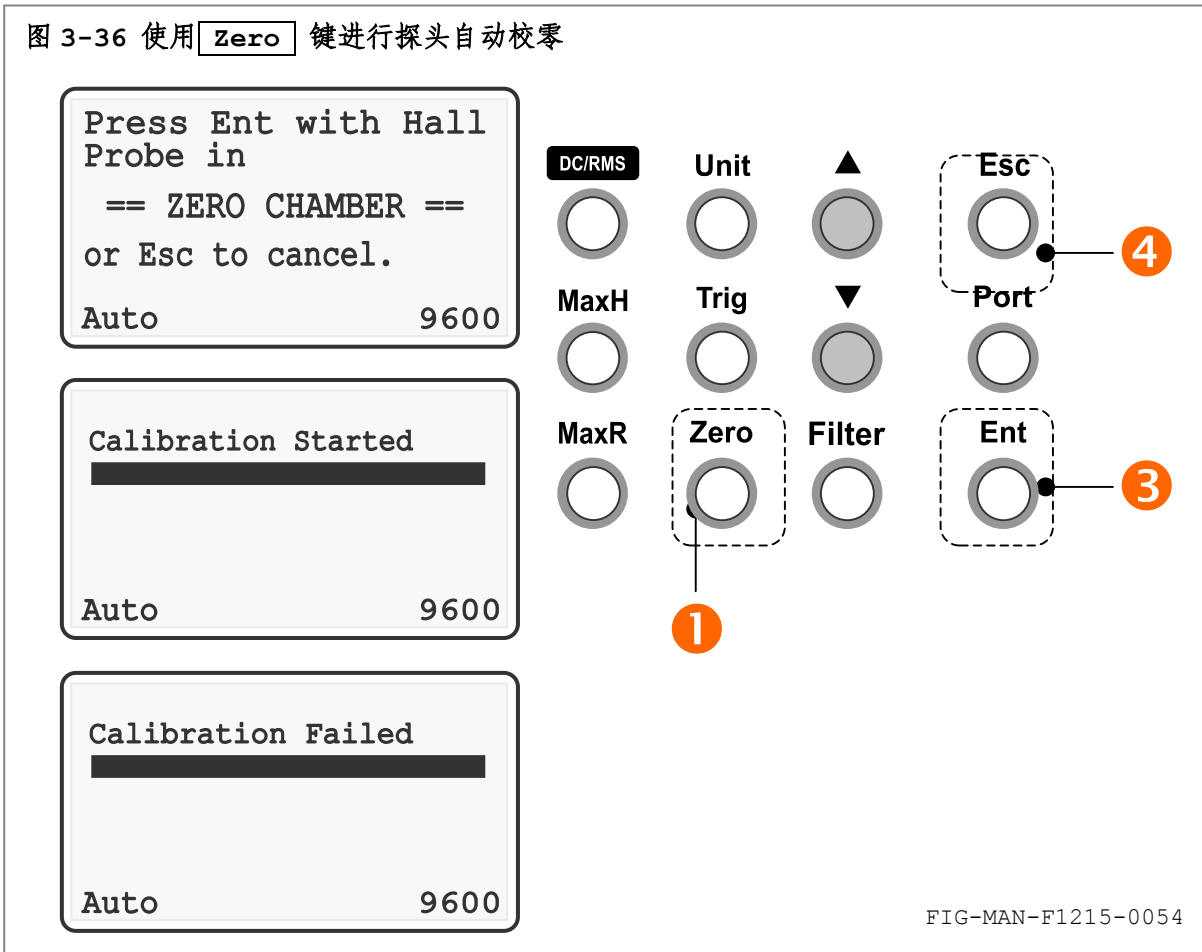 图 3-36 使用 Zero 键进行探头自动校零
Press Ent with Hall
Probe in
== ZERO CHAMBER ==
or Esc to cancel.
Auto 9600
Calibration Started
Auto 9600
Calibration Failed
Auto 9600
DC/RMS Unit ▲ Esc
4
MaxH Trig ▼ Port
MaxR Zero Filter Ent
3
1
FIG-MAN-F1215-0054